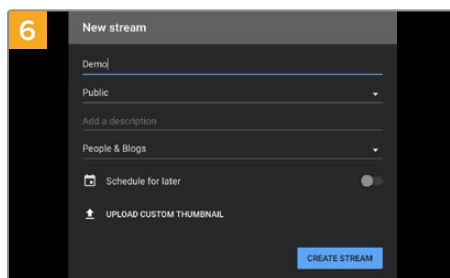 6
New stream
Demo
Public
Add a description
People & Blogs
Schedule for later
UPLOAD CUSTOM THUMBNAIL
CREATE STREAM